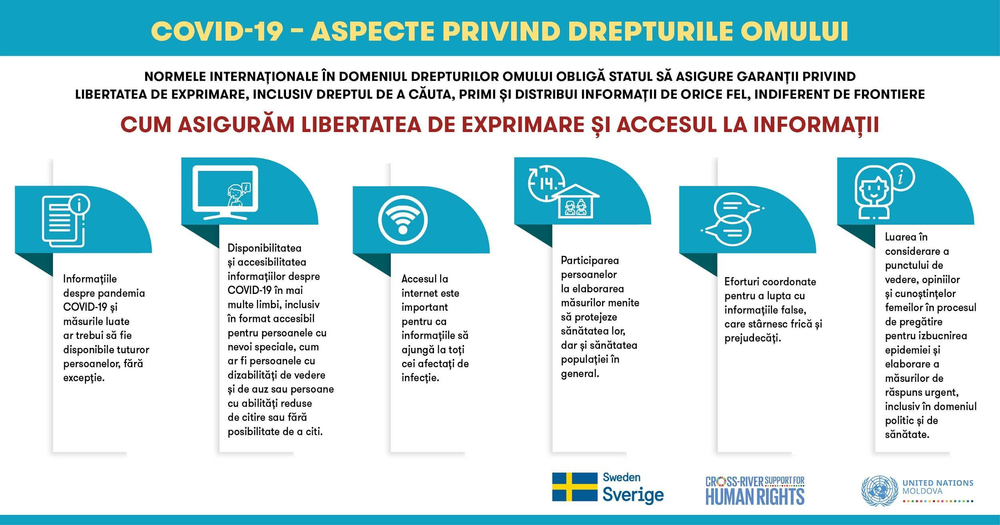 COVID-19 – ASPECTE PRIVIND DREPTURILE OMULUI
NORMELE INTERNAȚIONALE ÎN DOMENIUL DREPTURILOR OMULUI OBLIGĂ STATUL SĂ ASIGURE GARANȚII PRIVIND
LIBERTATEA DE EXPRIMARE, INCLUSIV DREPTUL DE A CĂUTA, PRIMI ȘI DISTRIBUI INFORMAȚII DE ORICE FEL, INDIFERENT DE FRONTIERE
CUM ASIGURĂM LIBERTATEA DE EXPRIMARE ȘI ACCESUL LA INFORMAȚII
i
Informațiile
despre pandemia
COVID-19 și
măsurile luate
ar trebui să fie
disponibile tuturor
persoanelor, fără
excepție.
i
Disponibilitatea
și accesibilitatea
informațiilor despre
COVID-19 în mai
multe limbi, inclusiv
în format accesibil
pentru persoanele cu
nevoi speciale, cum
ar fi persoanele cu
dizabilități de vedere
și de auz sau persoane
cu abilități reduse
de citire sau fără
posibilitate de a citi.
Accesul la
internet este
important
pentru ca
informațiile să
ajungă la toți
cei afectați de
infecție.
14.
Participarea
persoanelor
la elaborarea
măsurilor menite
să protejeze
sănătatea lor,
dar și sănătatea
populației în
general.
Eforturi coordonate
pentru a lupta cu
informațiile false,
care stârnesc frică și
prejudecăți.
i
Luarea în
considerare a
punctului de
vedere, opiniilor
și cunoștințelor
femeilor în procesul
de pregătire
pentru izbucnirea
epidemiei și
elaborare a
măsurilor de
răspuns urgent,
inclusiv în domeniul
politic și de
sănătate.
Sweden
Sverige
CROSS-RIVER SUPPORT FOR
HUMAN RIGHTS
UNITED NATIONS
MOLDOVA